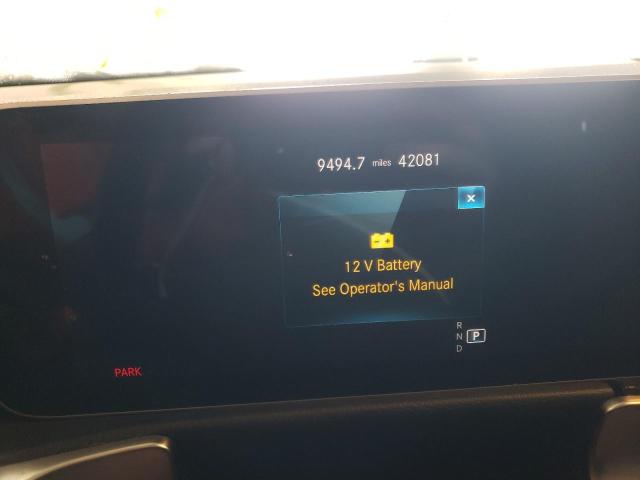 9494.7 miles 42081
×
12 V Battery
See Operator's Manual
R
N P
D
PARK